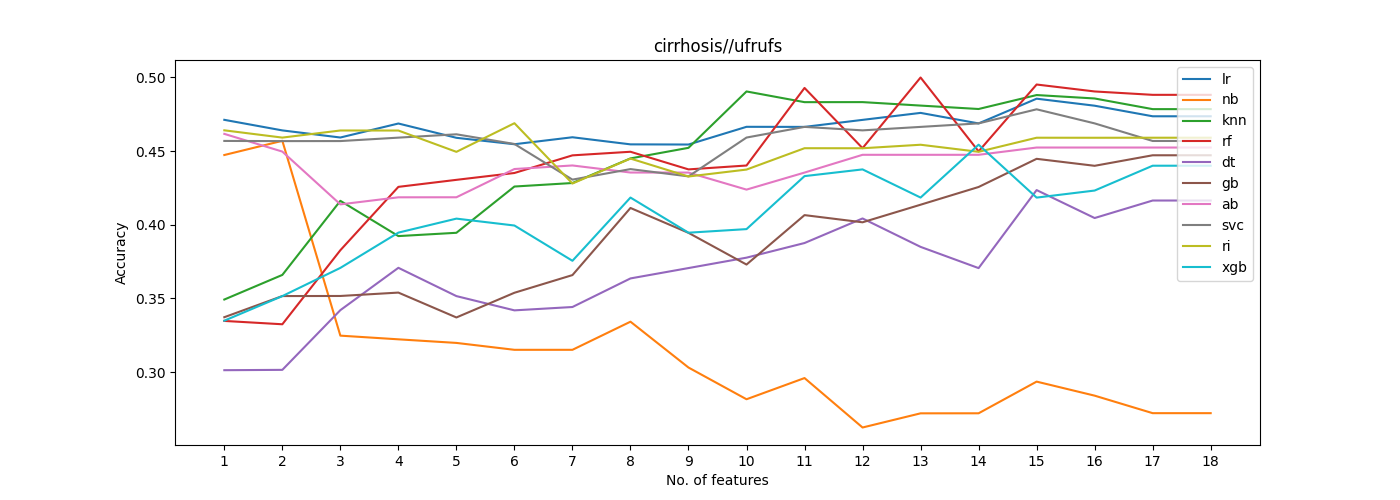 cirrhosis//ufrufs
Accuracy
0.50
0.45
0.40
0.35
0.30
1 2 3 4 5 6 7 8 9 10 11 12 13 14 15 16 17 18
No. of features
lr
nb
knn
rf
dt
gb
ab
svc
ri
xgb